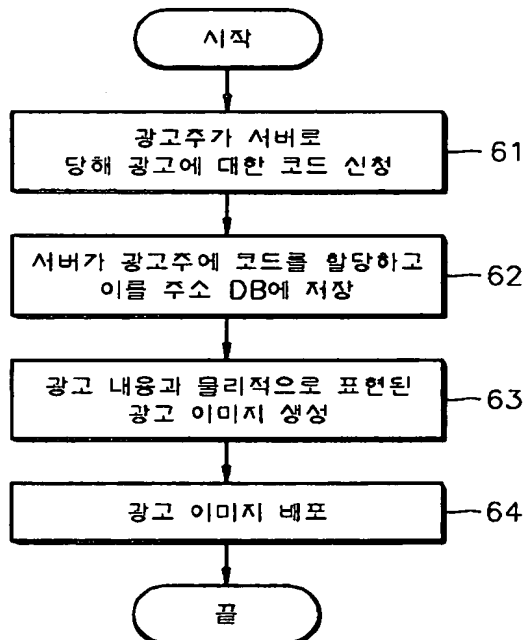 시작
광고주가 서버로
당해 광고에 대한 코드 신청
61
서버가 광고주에 코드를 할당하고
이를 주소 DB에 저장
62
광고 내용과 물리적으로 표현된
광고 이미지 생성
63
광고 이미지 배포
64
끝